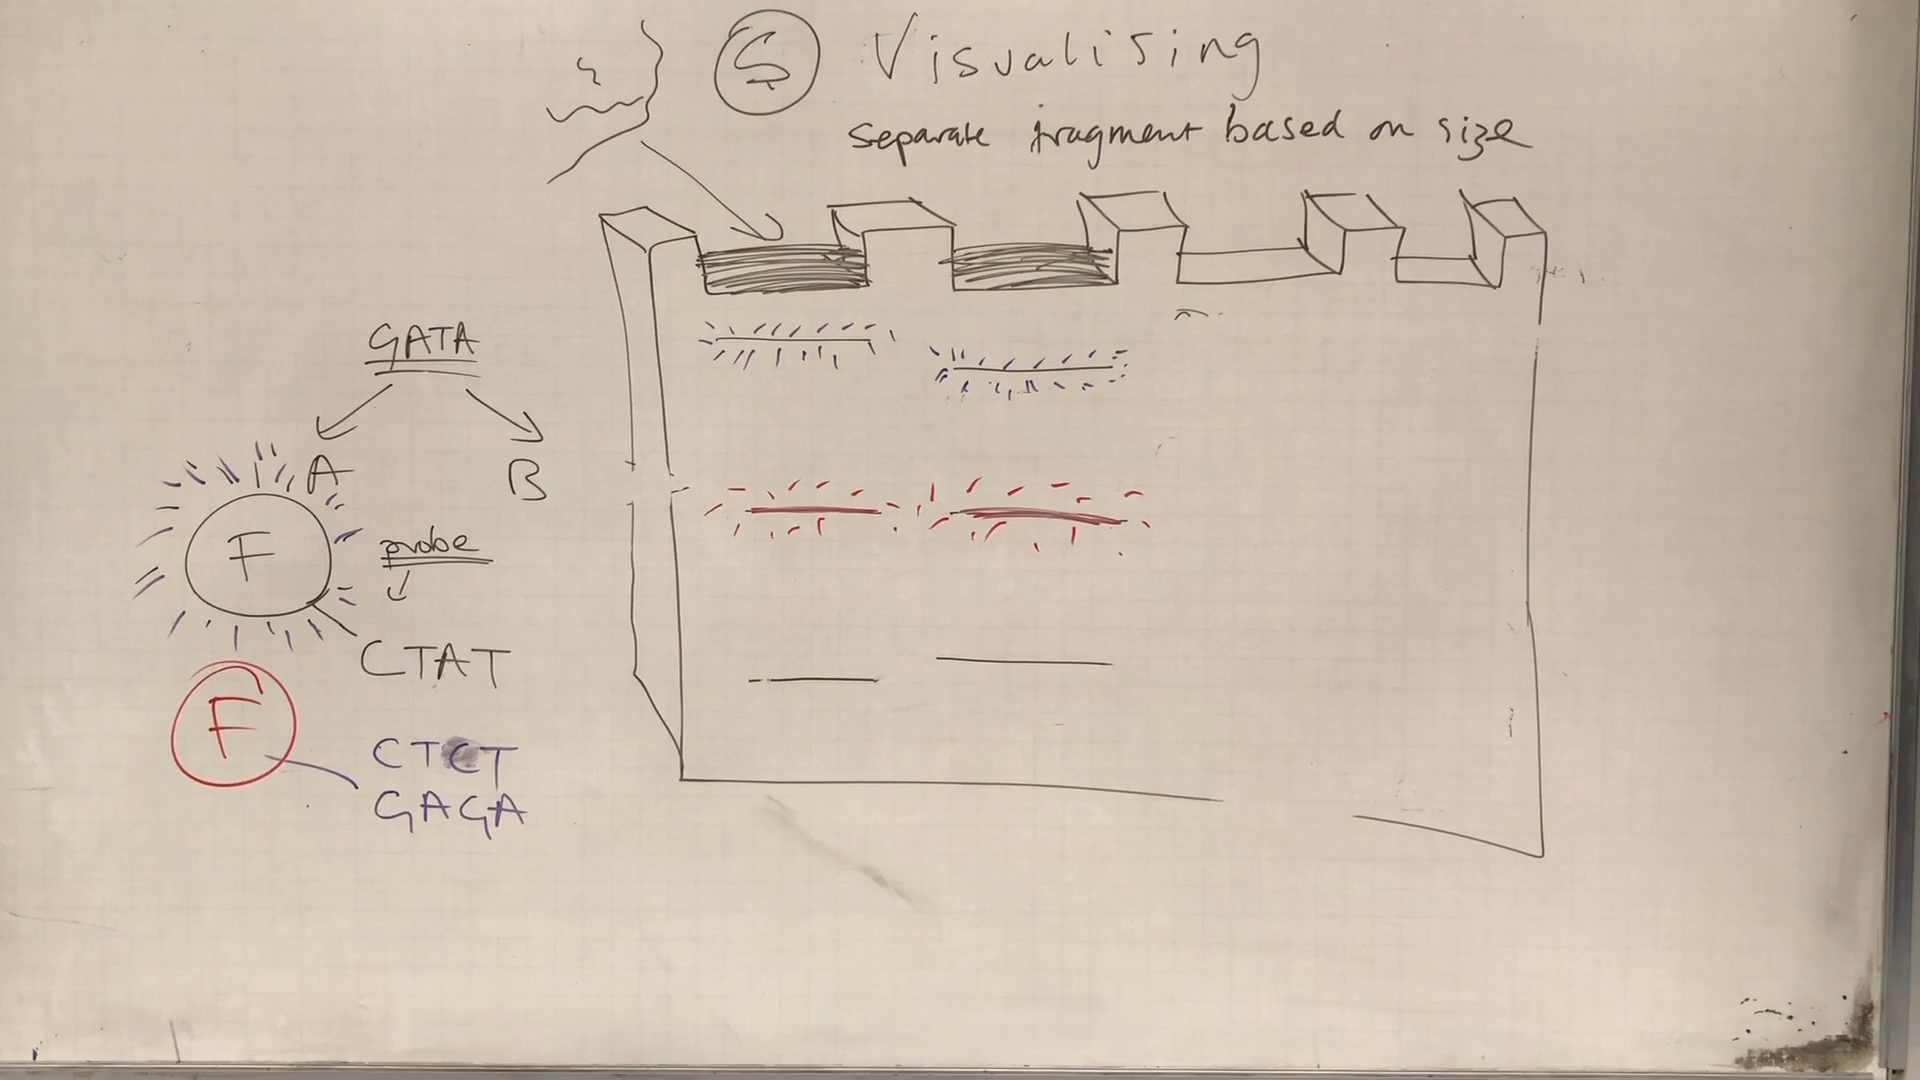 5 Visualising
separate fragment based on size
GATA
A B
F
probe
CTAT
F
CTCT
GAGA